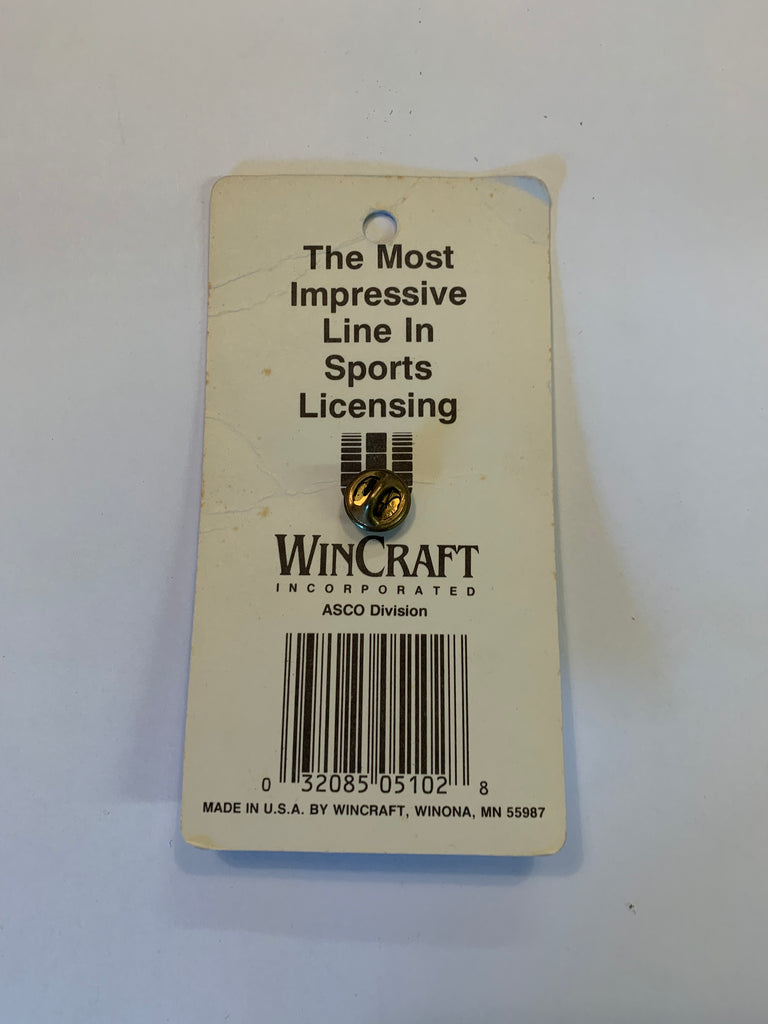 The Most
Impressive
Line In
Sports
Licensing
WINCRAFT
INCORPORATED
ASCO Division
0 32085 05102 8
MADE IN U.S.A. BY WINCRAFT, WINONA, MN 55987